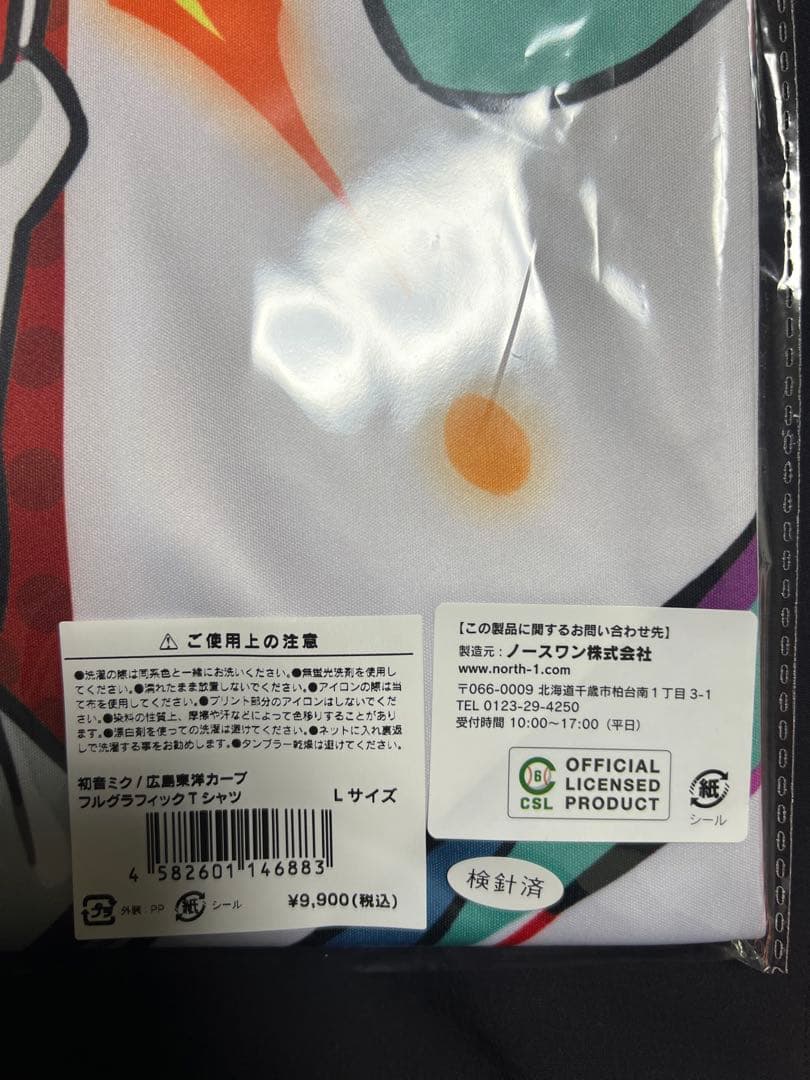 ⚠ ご使用上の注意
●洗濯の際は同系色と一緒にお洗いください。●無蛍光洗剤を使用し
てください。●濡れたまま放置しないでください。●アイロンの際は当
て布を使用してください。●プリント部分のアイロンはしないでくだ
さい。●染料の性質上、摩擦や汗などによって色移りすることがあり
ます。●漂白剤を使っての洗濯は避けてください。●ネットに入れ裏返
しで洗濯する事をお勧めします。●タンブラー乾燥は避けてください。
初音ミク/広島東洋カープ
フルグラフィックTシャツ Lサイズ
4 582601 146883
プラ 外装:PP 紙 シール ¥9,900(税込)
【この製品に関するお問い合わせ先】
製造元:ノースワン株式会社
www.north-1.com
〒066-0009 北海道千歳市柏台南1丁目3-1
TEL 0123-29-4250
受付時間 10:00~17:00(平日)
6
CSL
OFFICIAL
LICENSED
PRODUCT
紙
シール
検針済